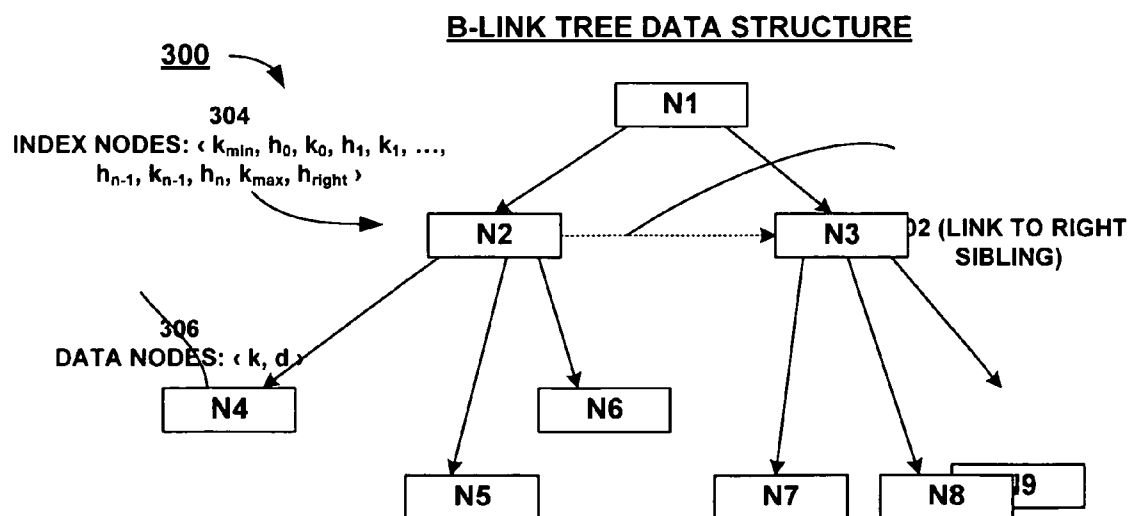 B-LINK TREE DATA STRUCTURE
300
N1
304
INDEX NODES: ‹ kmin, h0, k0, h1, k1, …,
hn-1, kn-1, hn, kmax, hright ›
N2
N3
02 (LINK TO RIGHT
SIBLING)
306
DATA NODES: ‹ k, d ›
N4
N6
N5
N7
N8